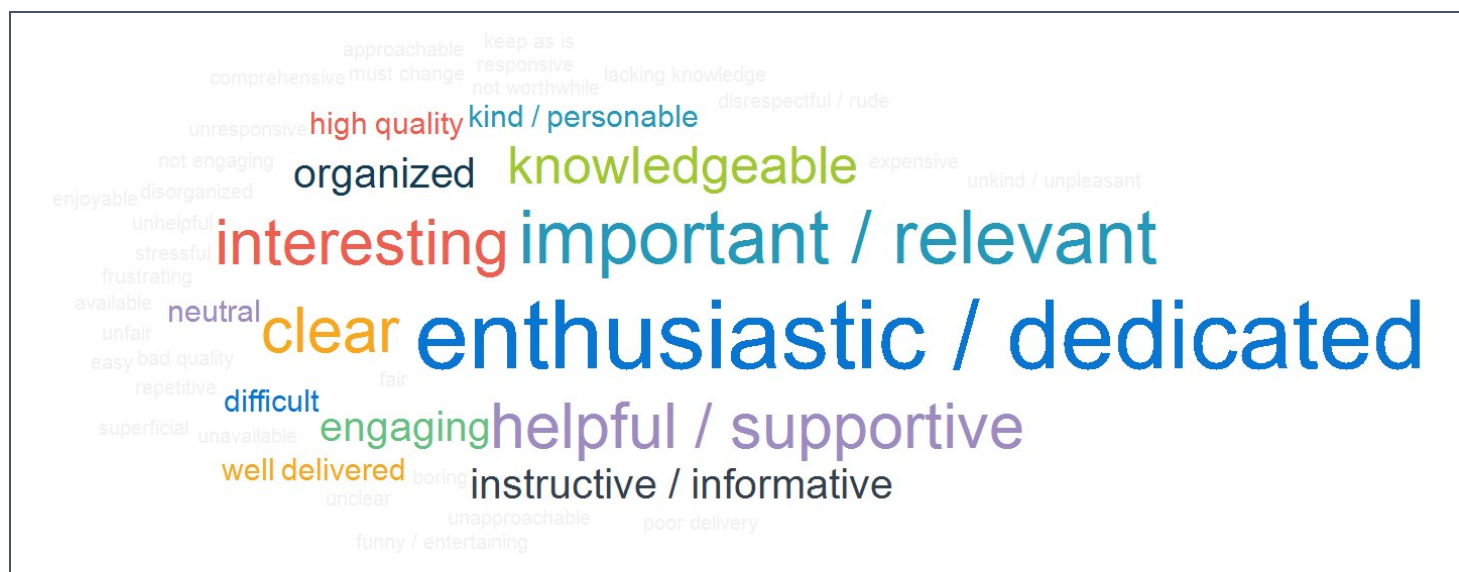 keep as is
approachable
responsive
comprehensive must change
lacking knowledge
not worthwhile
disrespectful / rude
high quality kind / personable
unresponsive
not engaging
organized knowledgeable
expensive
unkind / unpleasant
enjoyable disorganized
unhelpful
interesting important / relevant
stressful
frustrating
available
neutral
unfair
clear enthusiastic / dedicated
easy bad quality
repetitive
fair
difficult
superficial unavailable
engaging helpful / supportive
well delivered boring
instructive / informative
unclear
unapproachable
poor delivery
funny / entertaining